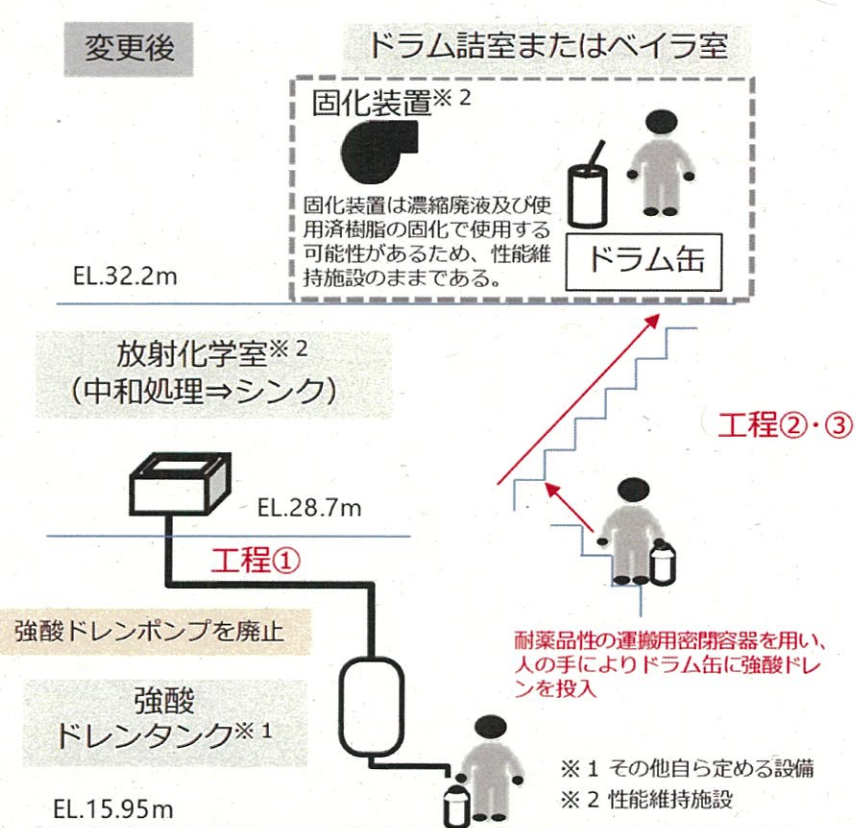 変更後
ドラム詰室またはベイラ室
固化装置※2
固化装置は濃縮廃液及び使
用済樹脂の固化で使用する
可能性があるため、性能維
持施設のままである。
ドラム缶
EL.32.2m
放射化学室※2
（中和処理⇒シンク）
工程②・③
EL.28.7m
工程①
強酸ドレンポンプを廃止
耐薬品性の運搬用密閉容器を用い、
人の手によりドラム缶に強酸ドレ
ンを投入
強酸
ドレンタンク※1
※1 その他自ら定める設備
※2 性能維持施設
EL.15.95m